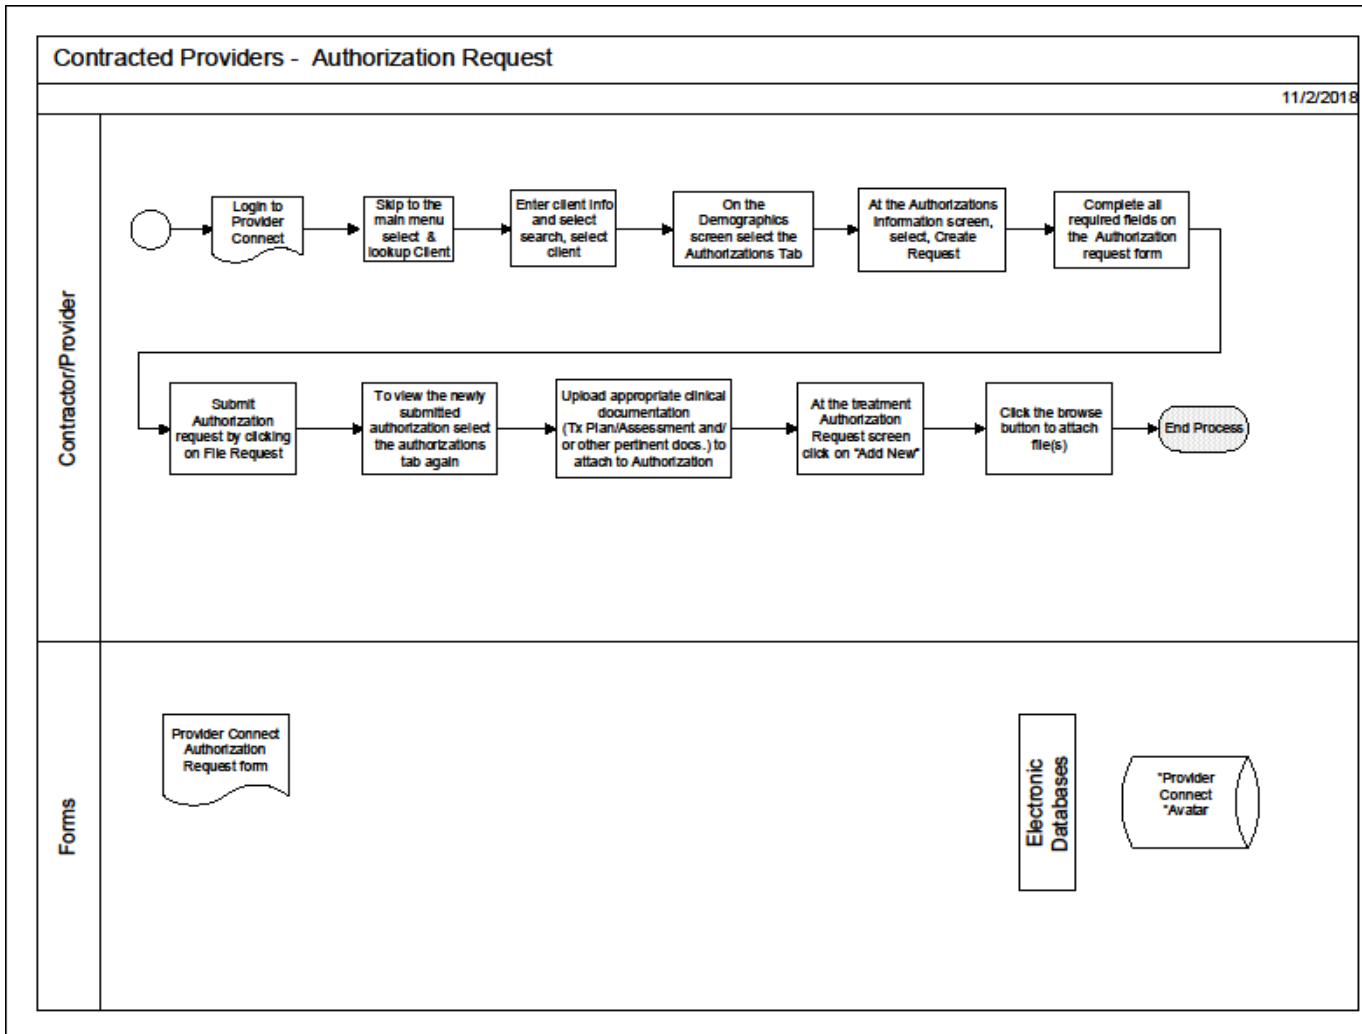 Contracted Providers - Authorization Request
11/2/2018
Contractor/Provider
Login to
Provider
Connect
Skip to the
main menu
select &
lookup Client
Enter client info
and select
search, select
client
On the
Demographics
screen select the
Authorizations Tab
At the Authorizations
Information screen,
select, Create
Request
Complete all
required fields on
the Authorization
request form
Submit
Authorization
request by clicking
on File Request
To view the newly
submitted
authorization select
the authorizations
tab again
Upload appropriate clinical
documentation
(Tx Plan/Assessment and/
or other pertinent docs.) to
attach to Authorization
At the treatment
Authorization
Request screen
click on "Add New"
Click the browse
button to attach
file(s)
End Process
Forms
Provider Connect
Authorization
Request form
Electronic
Databases
"Provider
Connect
"Avatar